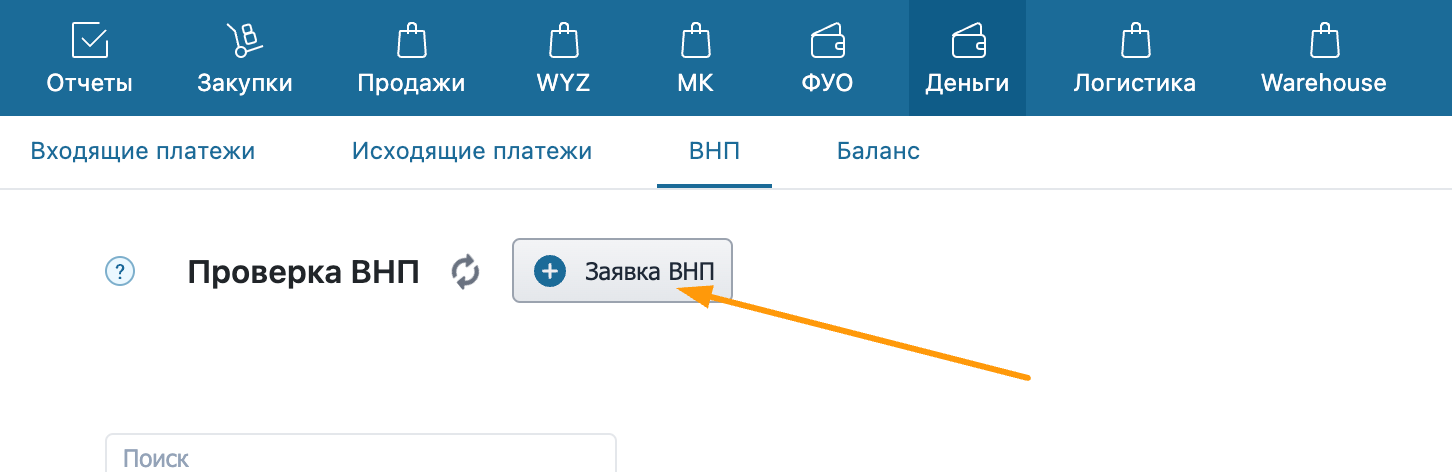 Отчеты Закупки Продажи WYZ МК ФУО Деньги Логистика Warehouse
Входящие платежи Исходящие платежи ВНП Баланс
? Проверка ВНП Заявка ВНП
Поиск